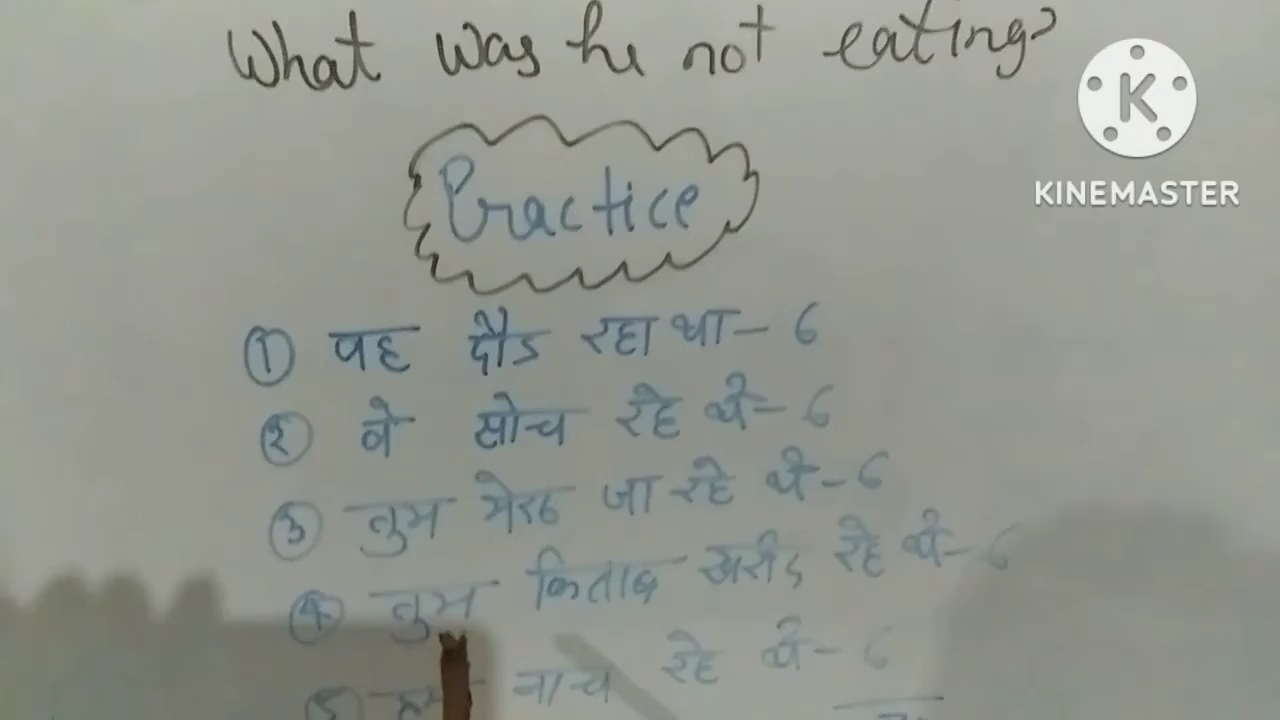 What was he not eating?
K
KINEMASTER
Practice
① वह दौड रहा था - 6
② वे सोच रहे थे - 6
③ तुम मेरठ जा रहे थे - 6
④ तुम किताब खरीद रहे थे - 6
⑤ नाच रहे थे - 6